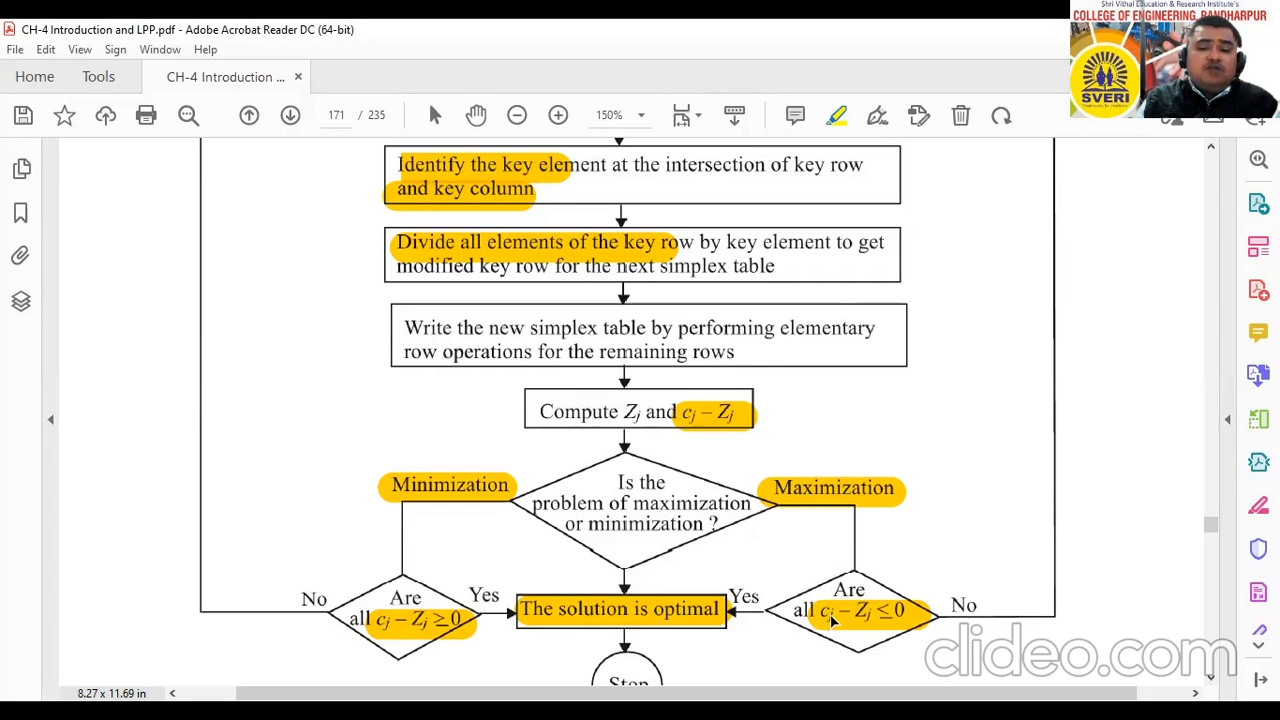 CH-4 Introduction and LPP.pdf - Adobe Acrobat Reader DC (64-bit)
File Edit View Sign Window Help
Home Tools CH-4 Introduction ... ×
171 / 231
150%
Shri Vithal Education & Research Institute's
COLLEGE OF ENGINEERING, PANDHARPUR
SVERI
Identify the key element at the intersection of key row
and key column
Divide all elements of the key row by key element to get
modified key row for the next simplex table
Write the new simplex table by performing elementary
row operations for the remaining rows
Compute Zj and cj – Zj
Minimization
Is the
problem of maximization
or minimization ?
Maximization
No
Are
all cj – Zj ≥ 0
Yes
The solution is optimal
Yes
Are
all cj – Zj ≤ 0
No
Stop
clideo.com
8.27 x 11.69 in